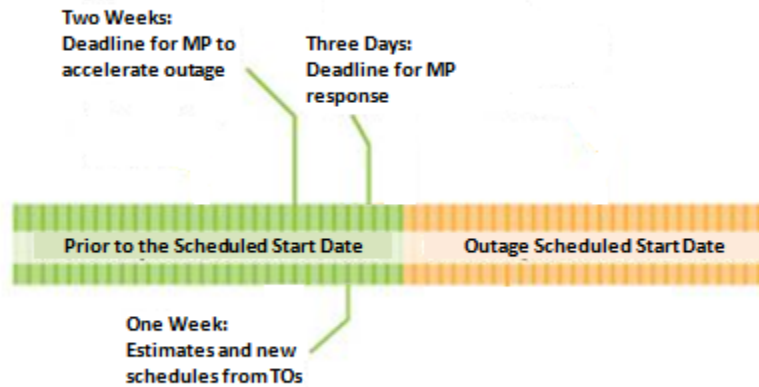 Two Weeks:
Deadline for MP to
accelerate outage
Three Days:
Deadline for MP
response
Prior to the Scheduled Start Date
Outage Scheduled Start Date
One Week:
Estimates and new
schedules from TOs